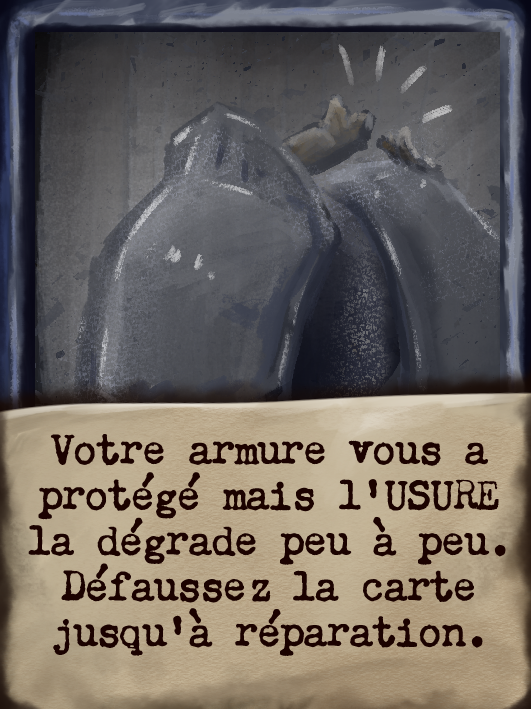 Votre armure vous a
protégé mais l'USURE
la dégrade peu à peu.
Défaussez la carte
jusqu'à réparation.